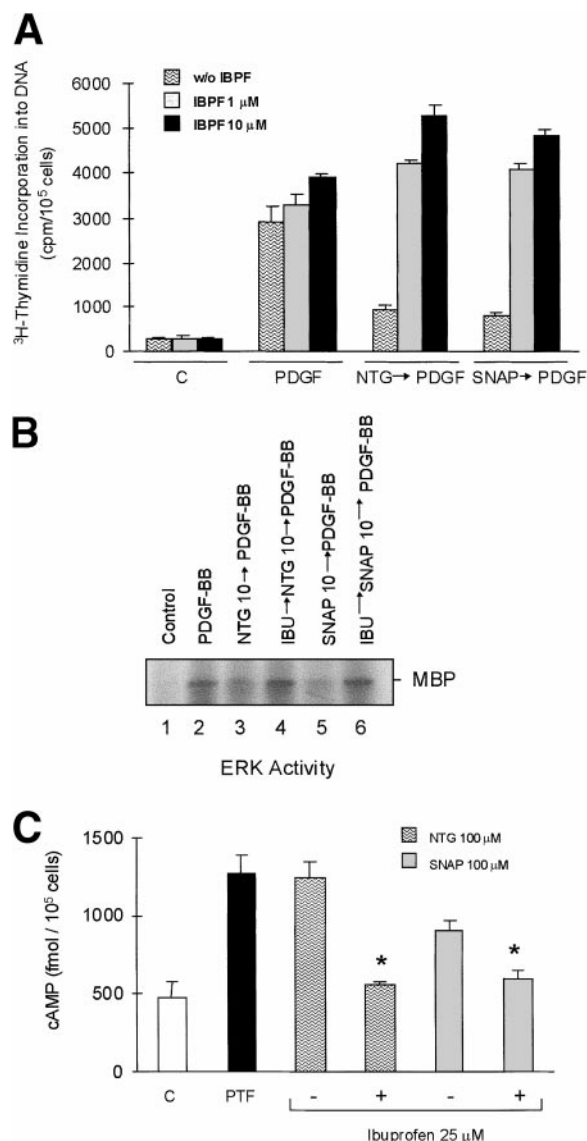 A
³H-Thymidine Incorporation into DNA
(cpm/10⁵ cells)
6000
5000
4000
3000
2000
1000
0
w/o IBPF
IBPF 1 µM
IBPF 10 µM
C
PDGF
NTG→ PDGF
SNAP→ PDGF
B
Control
PDGF-BB
NTG 10→PDGF-BB
IBU→NTG 10→PDGF-BB
SNAP 10→PDGF-BB
IBU→SNAP 10→ PDGF-BB
MBP
1 2 3 4 5 6
ERK Activity
C
cAMP (fmol / 10⁵ cells)
1500
1000
500
0
NTG 100 µM
SNAP 100 µM
* *
C PTF - + - +
Ibuprofen 25 µM